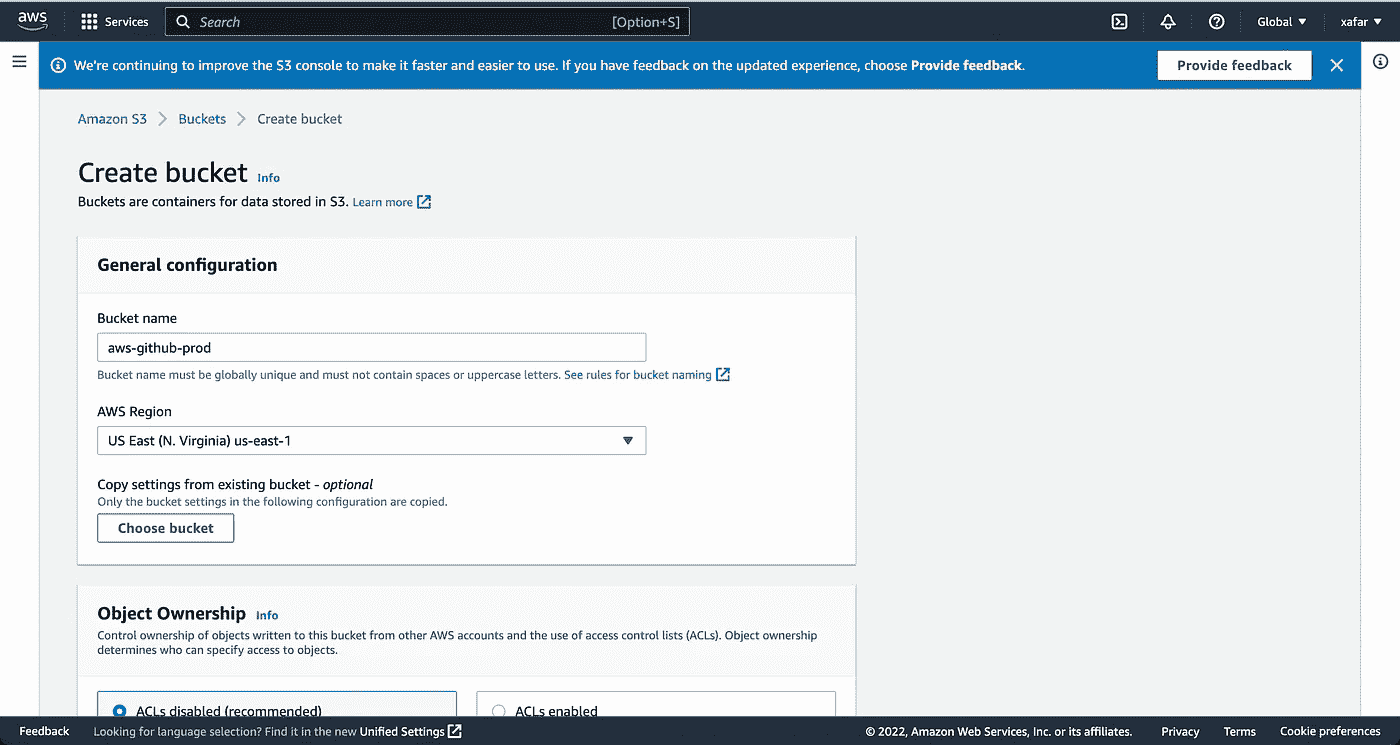 aws
Services
Search
[Option+S]
Global
xafar
We're continuing to improve the S3 console to make it faster and easier to use. If you have feedback on the updated experience, choose Provide feedback.
Provide feedback
Amazon S3
Buckets
Create bucket
Create bucket
Info
Buckets are containers for data stored in S3. Learn more
General configuration
Bucket name
aws-github-prod
Bucket name must be globally unique and must not contain spaces or uppercase letters. See rules for bucket naming
AWS Region
US East (N. Virginia) us-east-1
Copy settings from existing bucket - optional
Only the bucket settings in the following configuration are copied.
Choose bucket
Object Ownership
Info
Control ownership of objects written to this bucket from other AWS accounts and the use of access control lists (ACLs). Object ownership
determines who can specify access to objects.
ACLs disabled (recommended)
ACLs enabled
Feedback
Looking for language selection? Find it in the new Unified Settings
© 2022, Amazon Web Services, Inc. or its affiliates.
Privacy
Terms
Cookie preferences